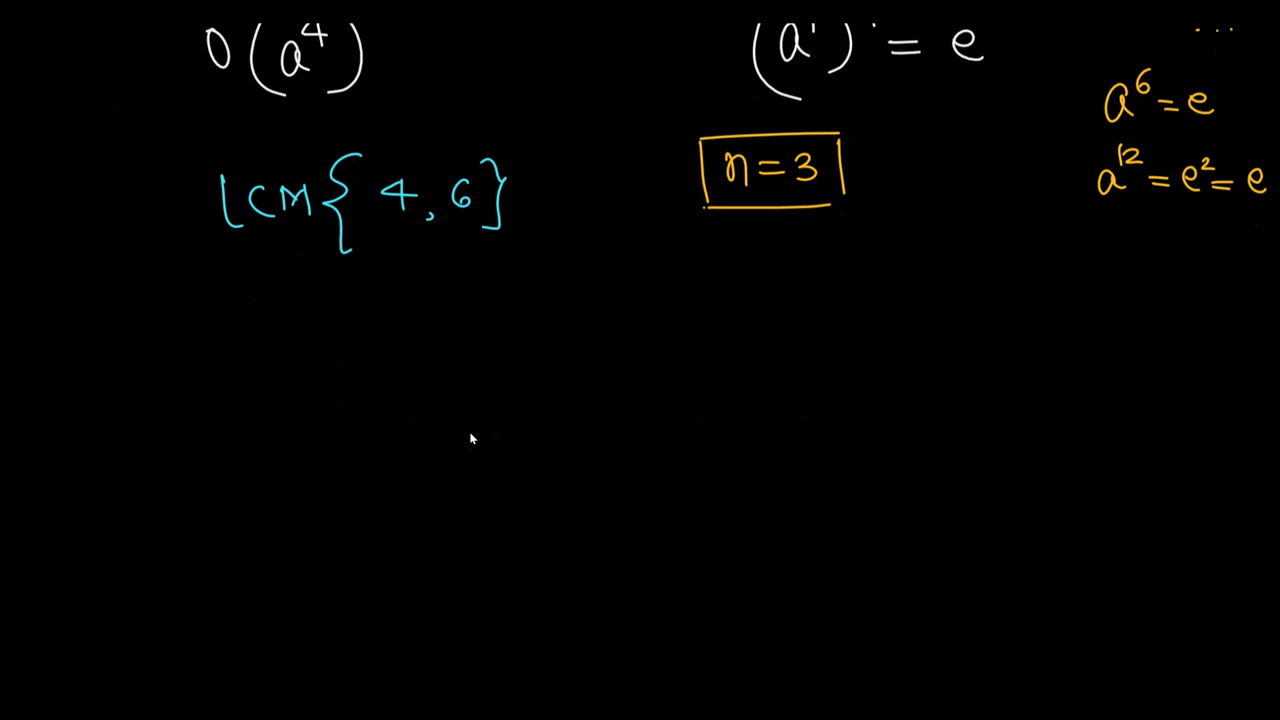 O(a⁴)
(a ) = e
...
a⁶ = e
a¹² = e² = e
n = 3
LCM{4, 6}